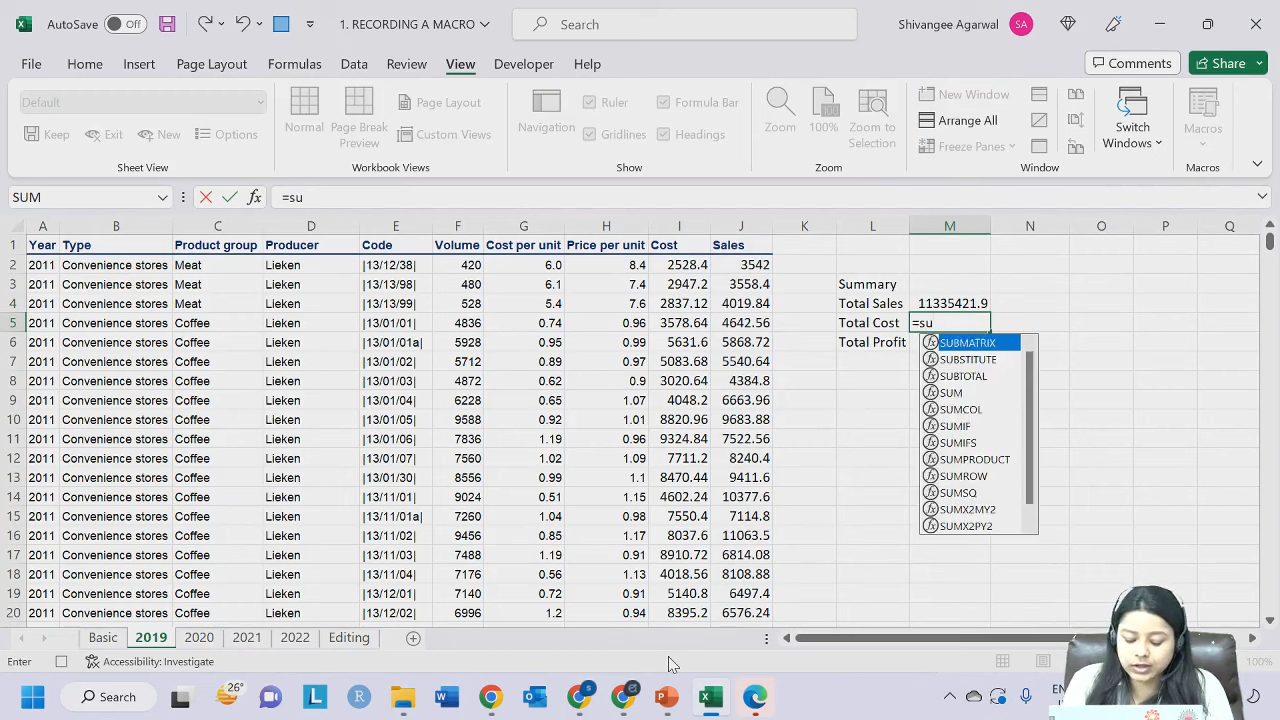 AutoSave Off 1. RECORDING A MACRO Search Shivangee Agarwal SA
File Home Insert Page Layout Formulas Data Review View Developer Help Comments Share
Default
Keep Exit New Options
Sheet View
Normal Page Break Preview Page Layout Custom Views
Workbook Views
Navigation Ruler Formula Bar Gridlines Headings
Show
Zoom 100% Zoom to Selection
Zoom
New Window Arrange All Freeze Panes Switch Windows
Window
Macros
Macros
SUM =su
A B C D E F G H I J K L M N O P Q
1 Year Type Product group Producer Code Volume Cost per unit Price per unit Cost Sales
2 2011 Convenience stores Meat Lieken |13/12/38| 420 6.0 8.4 2528.4 3542
3 2011 Convenience stores Meat Lieken |13/13/98| 480 6.1 7.4 2947.2 3558.4 Summary
4 2011 Convenience stores Meat Lieken |13/13/99| 528 5.4 7.6 2837.12 4019.84 Total Sales 11335421.9
5 2011 Convenience stores Coffee Lieken |13/01/01| 4836 0.74 0.96 3578.64 4642.56 Total Cost =su
6 2011 Convenience stores Coffee Lieken |13/01/01a| 5928 0.95 0.99 5631.6 5868.72 Total Profit
7 2011 Convenience stores Coffee Lieken |13/01/02| 5712 0.89 0.97 5083.68 5540.64
8 2011 Convenience stores Coffee Lieken |13/01/03| 4872 0.62 0.9 3020.64 4384.8
9 2011 Convenience stores Coffee Lieken |13/01/04| 6228 0.65 1.07 4048.2 6663.96
10 2011 Convenience stores Coffee Lieken |13/01/05| 9588 0.92 1.01 8820.96 9683.88
11 2011 Convenience stores Coffee Lieken |13/01/06| 7836 1.19 0.96 9324.84 7522.56
12 2011 Convenience stores Coffee Lieken |13/01/07| 7560 1.02 1.09 7711.2 8240.4
13 2011 Convenience stores Coffee Lieken |13/01/30| 8556 0.99 1.1 8470.44 9411.6
14 2011 Convenience stores Coffee Lieken |13/11/01| 9024 0.51 1.15 4602.24 10377.6
15 2011 Convenience stores Coffee Lieken |13/11/01a| 7260 1.04 0.98 7550.4 7114.8
16 2011 Convenience stores Coffee Lieken |13/11/02| 9456 0.85 1.17 8037.6 11063.5
17 2011 Convenience stores Coffee Lieken |13/11/03| 7488 1.19 0.91 8910.72 6814.08
18 2011 Convenience stores Coffee Lieken |13/11/04| 7176 0.56 1.13 4018.56 8108.88
19 2011 Convenience stores Coffee Lieken |13/12/01| 7140 0.72 0.91 5140.8 6497.4
20 2011 Convenience stores Coffee Lieken |13/12/02| 6996 1.2 0.94 8395.2 6576.24
SUBMATRIX
SUBSTITUTE
SUBTOTAL
SUM
SUMCOL
SUMIF
SUMIFS
SUMPRODUCT
SUMROW
SUMSQ
SUMX2MY2
SUMX2PY2
Basic 2019 2020 2021 2022 Editing
Enter Accessibility: Investigate 100%
Search 26° EN